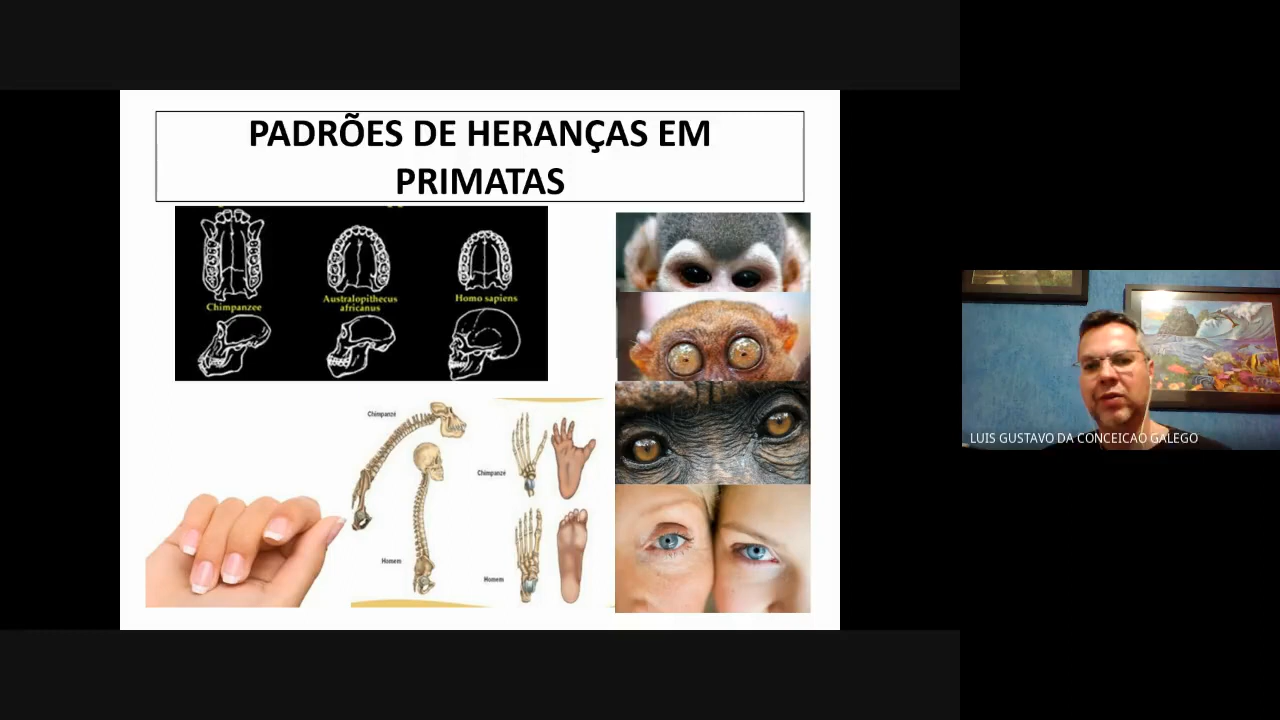 PADRÕES DE HERANÇAS EM
PRIMATAS
Chimpanzee
Australopithecus
africanus
Homo sapiens
Chimpanzé
Homem
Chimpanzé
Homem
LUIS GUSTAVO DA CONCEICAO GALEGO